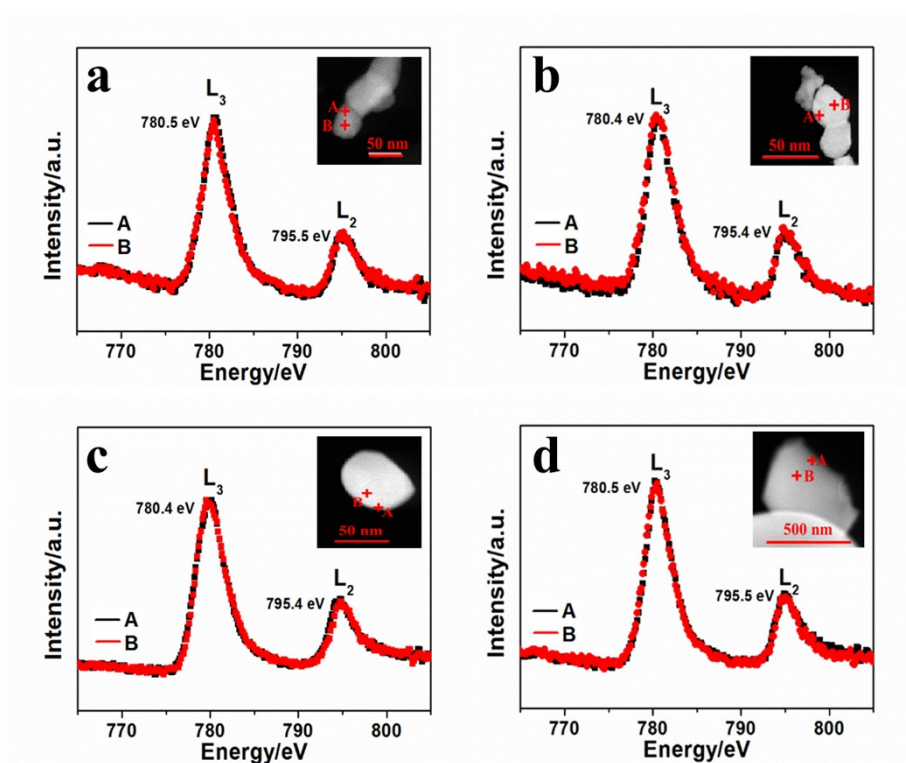 a
L3
780.5 eV
L2
795.5 eV
A
B
A
B
50 nm
Intensity/a.u.
770 780 790 800
Energy/eV
b
L3
780.4 eV
L2
795.4 eV
A
B
A
B
50 nm
Intensity/a.u.
770 780 790 800
Energy/eV
c
L3
780.4 eV
L2
795.4 eV
A
B
B
A
50 nm
Intensity/a.u.
770 780 790 800
Energy/eV
d
L3
780.5 eV
L2
795.5 eV
A
B
A
B
500 nm
Intensity/a.u.
770 780 790 800
Energy/eV